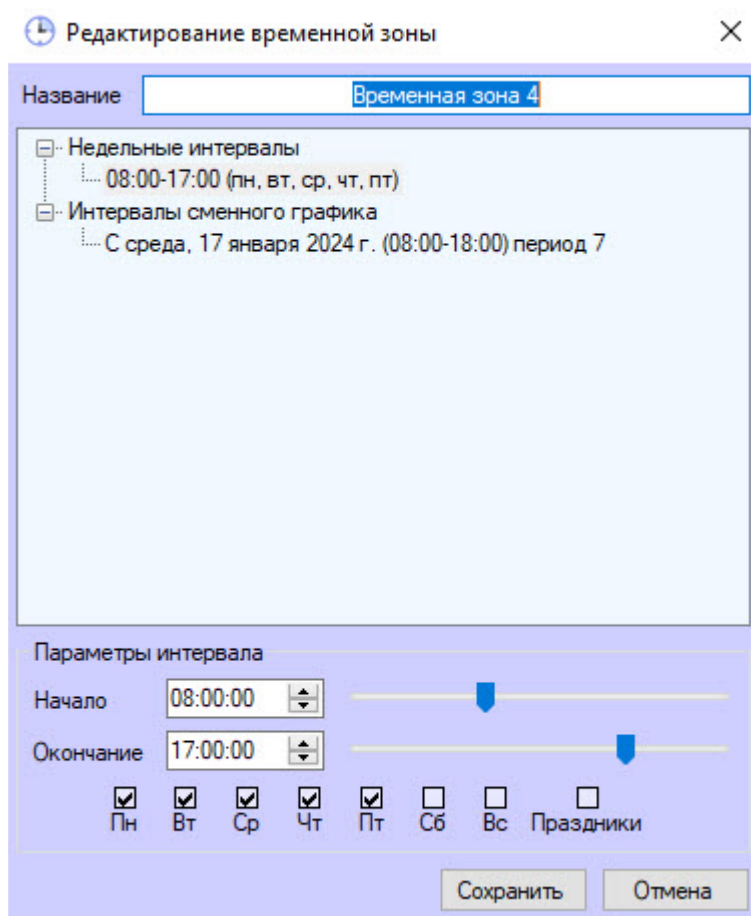 Редактирование временной зоны
Название Временная зона 4
Недельные интервалы
08:00-17:00 (пн, вт, ср, чт, пт)
Интервалы сменного графика
С среда, 17 января 2024 г. (08:00-18:00) период 7
Параметры интервала
Начало 08:00:00
Окончание 17:00:00
Пн Вт Ср Чт Пт Сб Вс Праздники
Сохранить Отмена